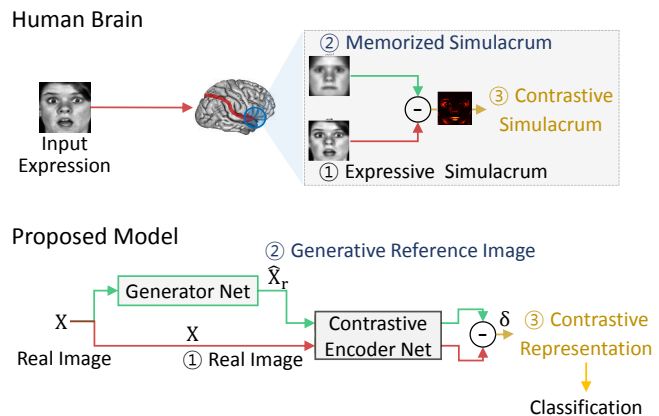 Human Brain
② Memorized Simulacrum
−
③ Contrastive
Simulacrum
Input
Expression
① Expressive Simulacrum
Proposed Model
② Generative Reference Image
X̂r
Generator Net
X
X
Contrastive
Encoder Net
−
δ
③ Contrastive
Representation
Real Image
① Real Image
Classification